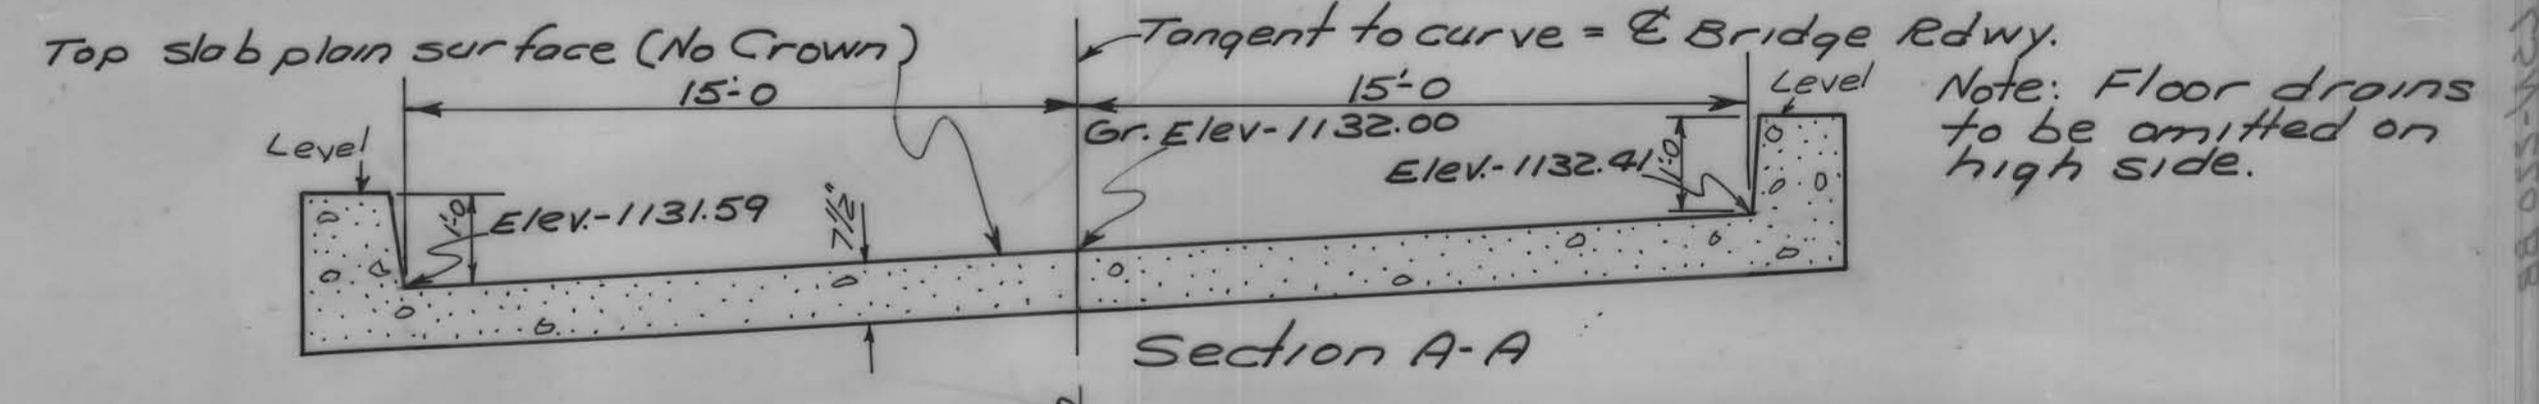 Top slab plain surface (No Crown)
Tangent to curve = ℄ Bridge Rdwy.
15'-0
15'-0
Level
Level
Note: Floor drains
to be omitted on
high side.
Gr. Elev-1132.00
Elev.-1132.41
1'-0
Elev.-1131.59
1'-0
7½"
Section A-A